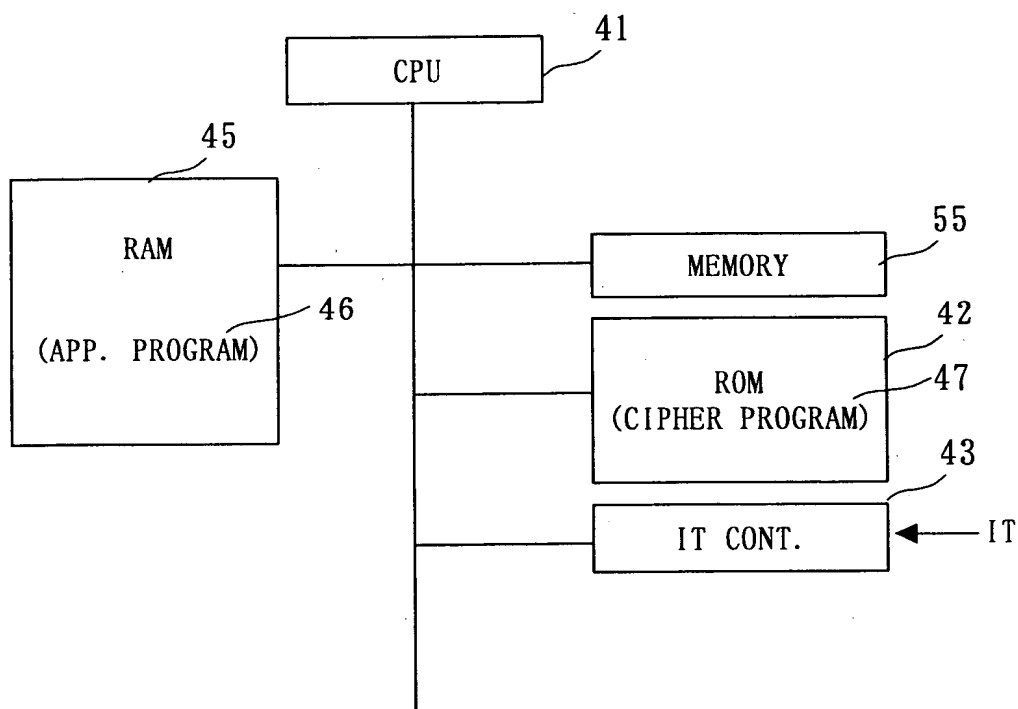 41
CPU
45
RAM
55
MEMORY
46
(APP. PROGRAM)
42
ROM
47
(CIPHER PROGRAM)
43
IT CONT.
IT